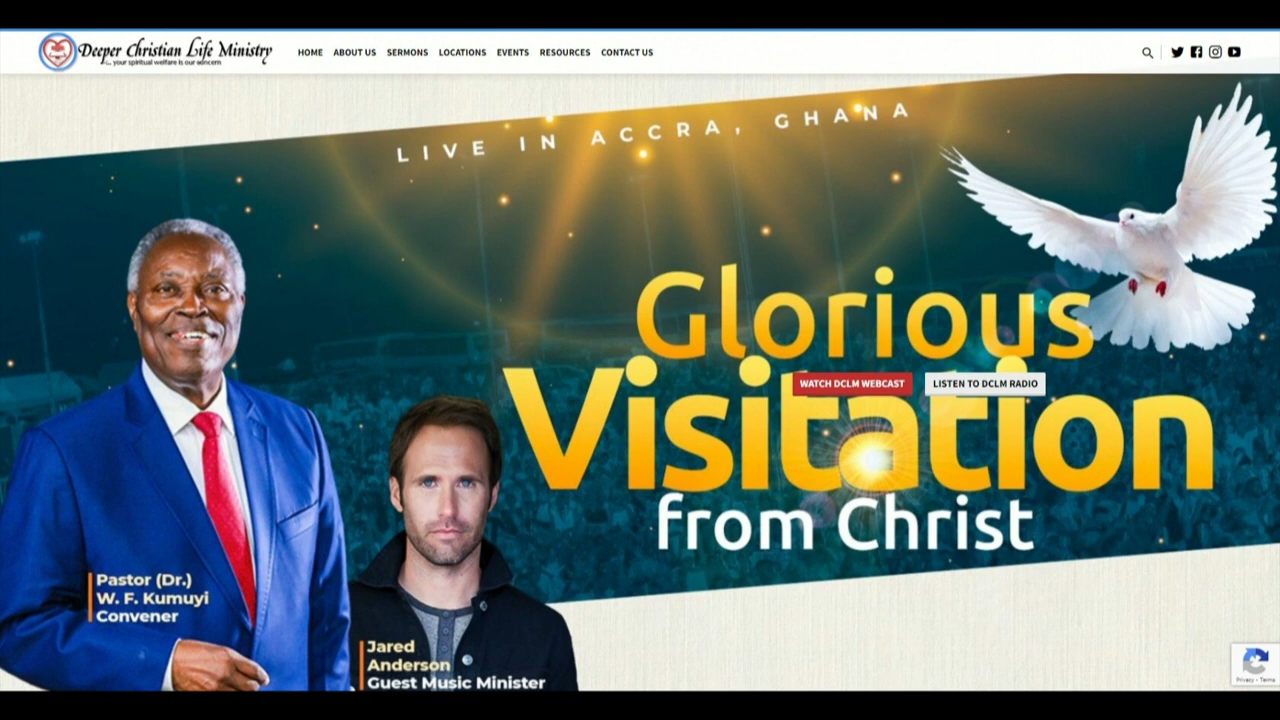 Deeper Christian Life Ministry
... your spiritual welfare is our concern
HOME ABOUT US SERMONS LOCATIONS EVENTS RESOURCES CONTACT US
LIVE IN ACCRA, GHANA
Glorious
Visitation
WATCH DCLM WEBCAST LISTEN TO DCLM RADIO
from Christ
Pastor (Dr.)
W. F. Kumuyi
Convener
Jared
Anderson
Guest Music Minister
Privacy - Terms